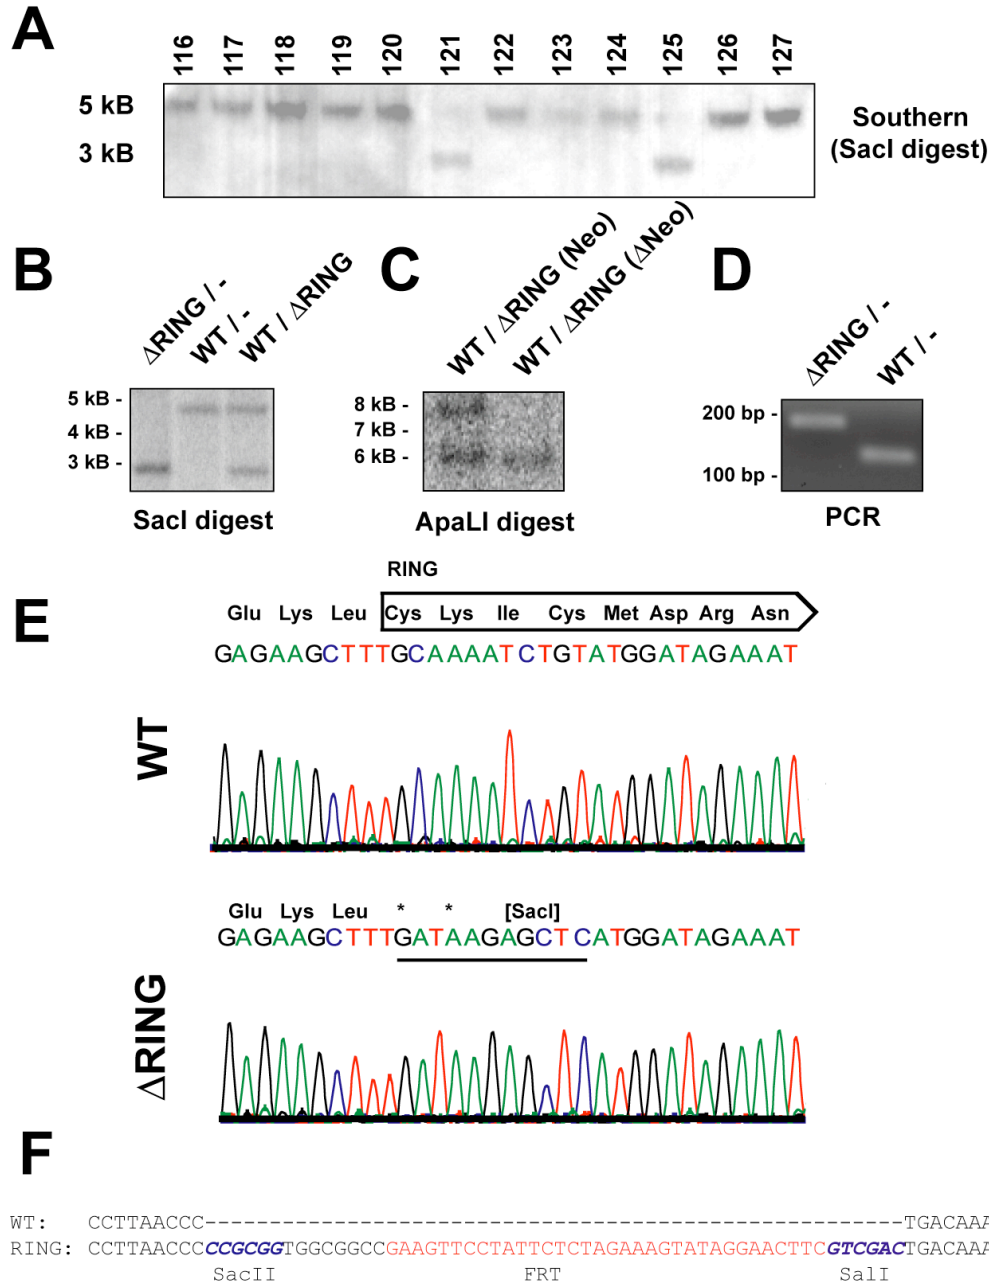 A
116 117 118 119 120 121 122 123 124 125 126 127
5 kB
3 kB
Southern
(SacI digest)
B
ΔRING / -
WT / -
WT / ΔRING
5 kB -
4 kB -
3 kB -
SacI digest
C
WT / ΔRING (Neo)
WT / ΔRING (ΔNeo)
8 kB -
7 kB -
6 kB -
ApaLI digest
D
ΔRING / -
WT / -
200 bp -
100 bp -
PCR
E
RING
Glu Lys Leu Cys Lys Ile Cys Met Asp Arg Asn
GAGAAGCTTTGCAAAATCTGTATGGATAGAAAT
WT
Glu Lys Leu * * [SacI]
GAGAAGCTTTGATAAGAGCTCATGGATAGAAAT
ΔRING
F
WT: CCTTAACCC------------------------------------------------------TGACAAA
RING: CCTTAACCCCCGCGGTGGCGGCCGAAGTTCCTATTCTCTAGAAAGTATAGGAACTTCGTCGACTGACAAA
SacII FRT SalI